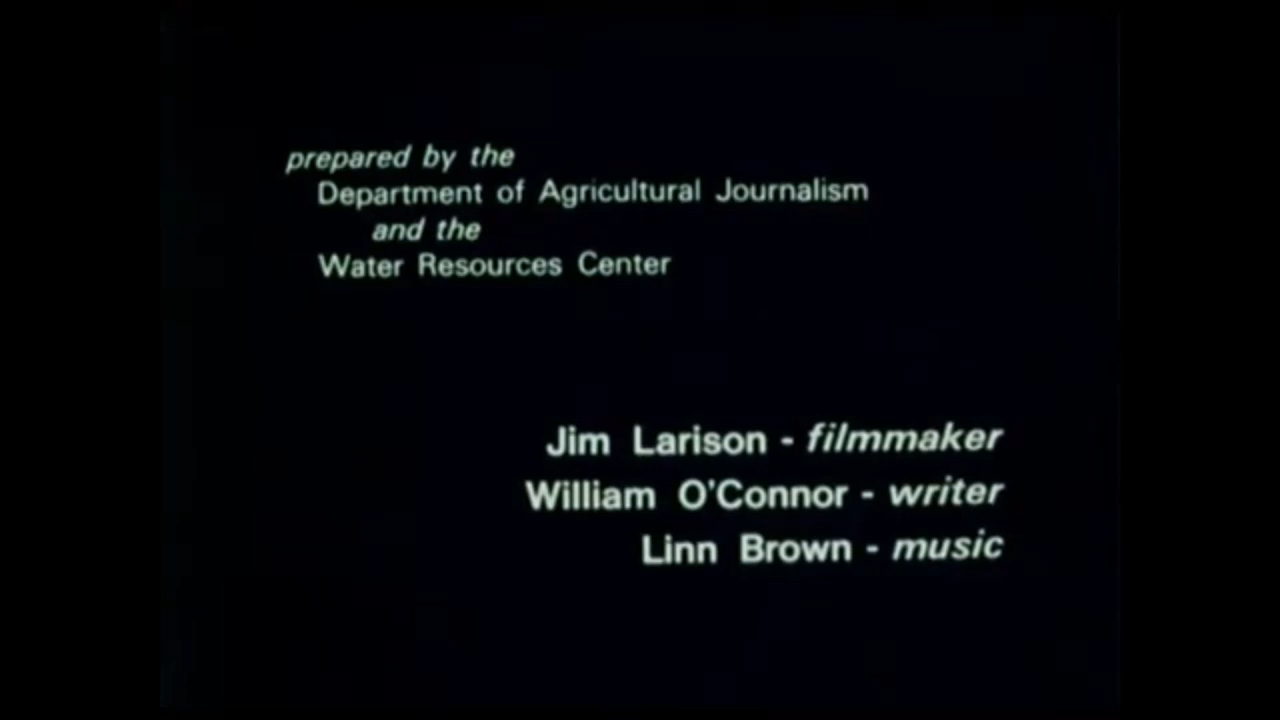 prepared by the
Department of Agricultural Journalism
and the
Water Resources Center
Jim Larison - filmmaker
William O'Connor - writer
Linn Brown - music